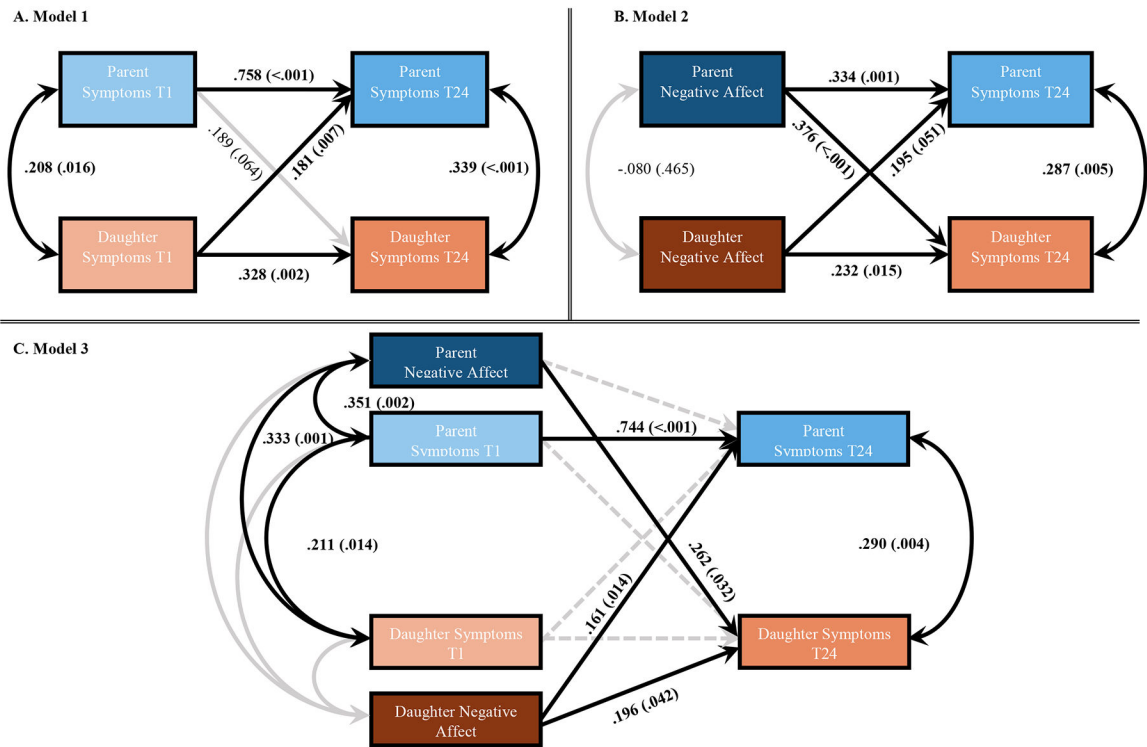 A. Model 1
Parent
Symptoms T1
.758 (<.001)
Parent
Symptoms T24
.189 (.064)
.181 (.007)
.208 (.016)
.339 (<.001)
Daughter
Symptoms T1
.328 (.002)
Daughter
Symptoms T24
B. Model 2
Parent
Negative Affect
.334 (.001)
Parent
Symptoms T24
.376 (<.001)
.195 (.051)
-.080 (.465)
.287 (.005)
Daughter
Negative Affect
.232 (.015)
Daughter
Symptoms T24
C. Model 3
Parent
Negative Affect
.351 (.002)
.333 (.001)
Parent
Symptoms T1
.744 (<.001)
Parent
Symptoms T24
.211 (.014)
.290 (.004)
.262 (.032)
.161 (.014)
Daughter Symptoms
T1
Daughter Symptoms
T24
Daughter Negative
Affect
.196 (.042)